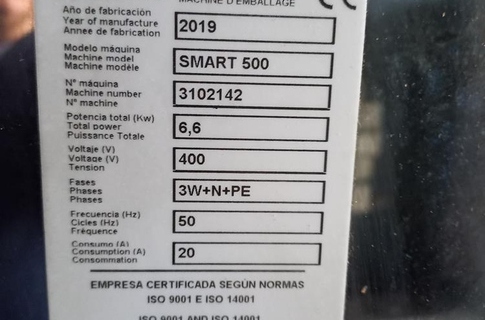 MACHINE D'EMBALLAGE CE
Año de fabricación
Year of manufacture
Annee de fabrication
2019
Modelo máquina
Machine model
Machine modèle
SMART 500
Nº máquina
Machine number
Nº machine
3102142
Potencia total (Kw)
Total power
Puissance Totale
6,6
Voltaje (V)
Voltage (V)
Tension
400
Fases
Phases
Phases
3W+N+PE
Frecuencia (Hz)
Cicles (Hz)
Fréquence
50
Consumo (A)
Consumption (A)
Consommation
20
EMPRESA CERTIFICADA SEGÚN NORMAS
ISO 9001 E ISO 14001
ISO 9001 AND ISO 14001